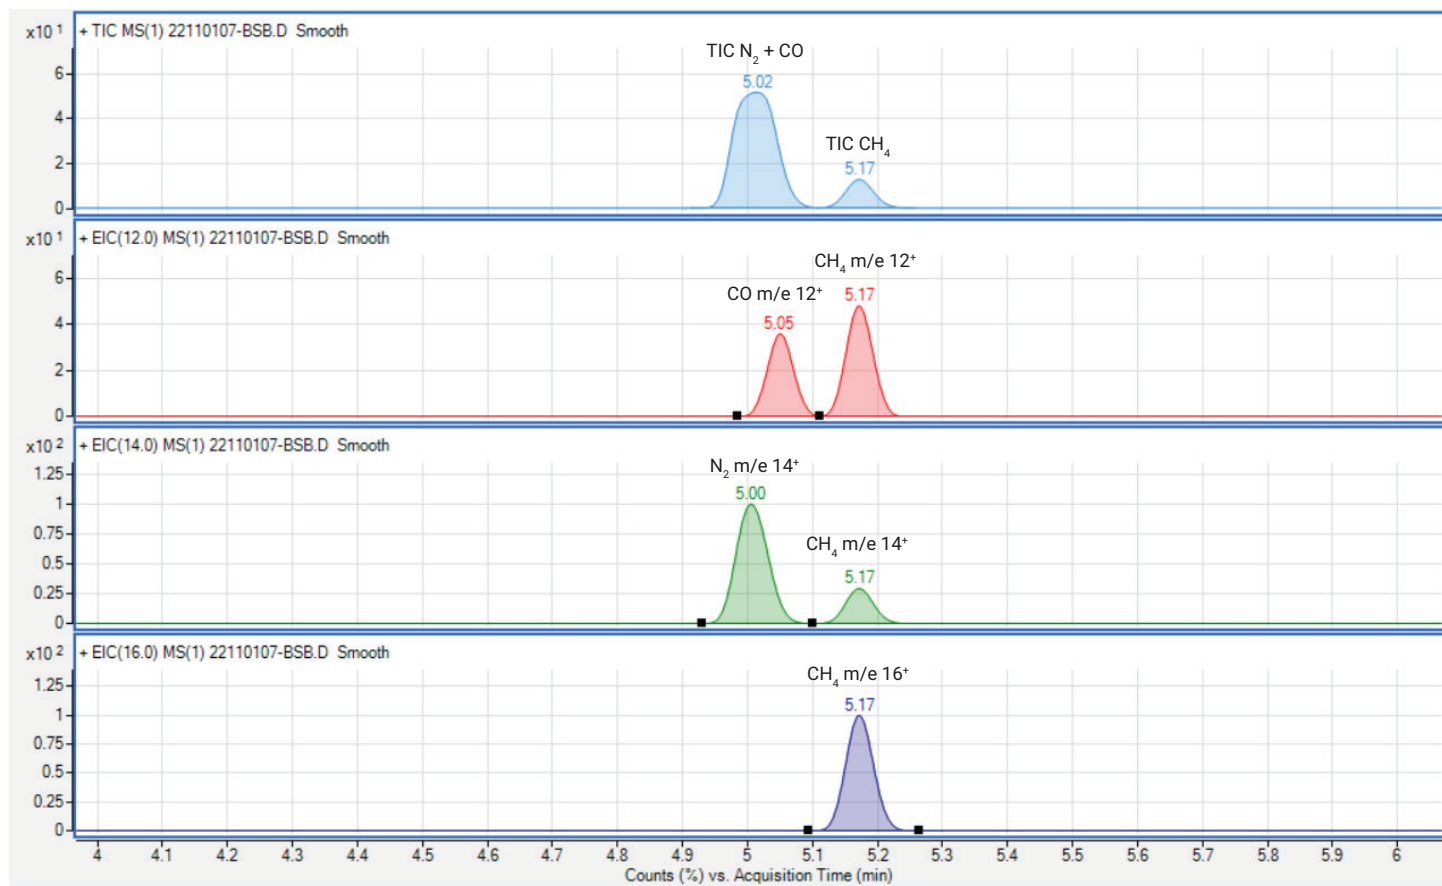 x10 1 + TIC MS(1) 22110107-BSB.D Smooth
TIC N₂ + CO
5.02
TIC CH₄
5.17
6
4
2
0
x10 1 + EIC(12.0) MS(1) 22110107-BSB.D Smooth
CH₄ m/e 12⁺
CO m/e 12⁺ 5.17
5.05
6
4
2
0
x10 2 + EIC(14.0) MS(1) 22110107-BSB.D Smooth
N₂ m/e 14⁺
5.00
CH₄ m/e 14⁺
5.17
1.25
1
0.75
0.5
0.25
0
x10 2 + EIC(16.0) MS(1) 22110107-BSB.D Smooth
CH₄ m/e 16⁺
5.17
1.25
1
0.75
0.5
0.25
0
4 4.1 4.2 4.3 4.4 4.5 4.6 4.7 4.8 4.9 5 5.1 5.2 5.3 5.4 5.5 5.6 5.7 5.8 5.9 6
Counts (%) vs. Acquisition Time (min)